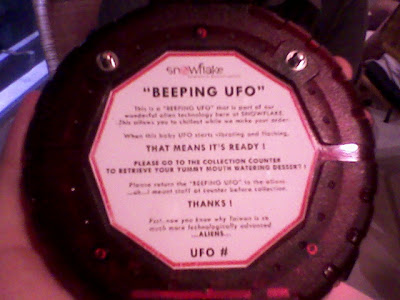 snowflake
"BEEPING UFO"
This is a "BEEPING UFO" that is part of our
wonderful alien technology here at SNOWFLAKE.
This allows you to chillout while we make your order.
When this baby UFO starts vibrating and flashing,
THAT MEANS IT'S READY !
PLEASE GO TO THE COLLECTION COUNTER
TO RETRIEVE YOUR YUMMY MOUTH WATERING DESSERT !
Please return the "BEEPING UFO" to the aliens
...uh..I meant staff at counter before collection.
THANKS !
Psst..now you know why Taiwan is so
much more technologically advanced
...ALIENS...
UFO #